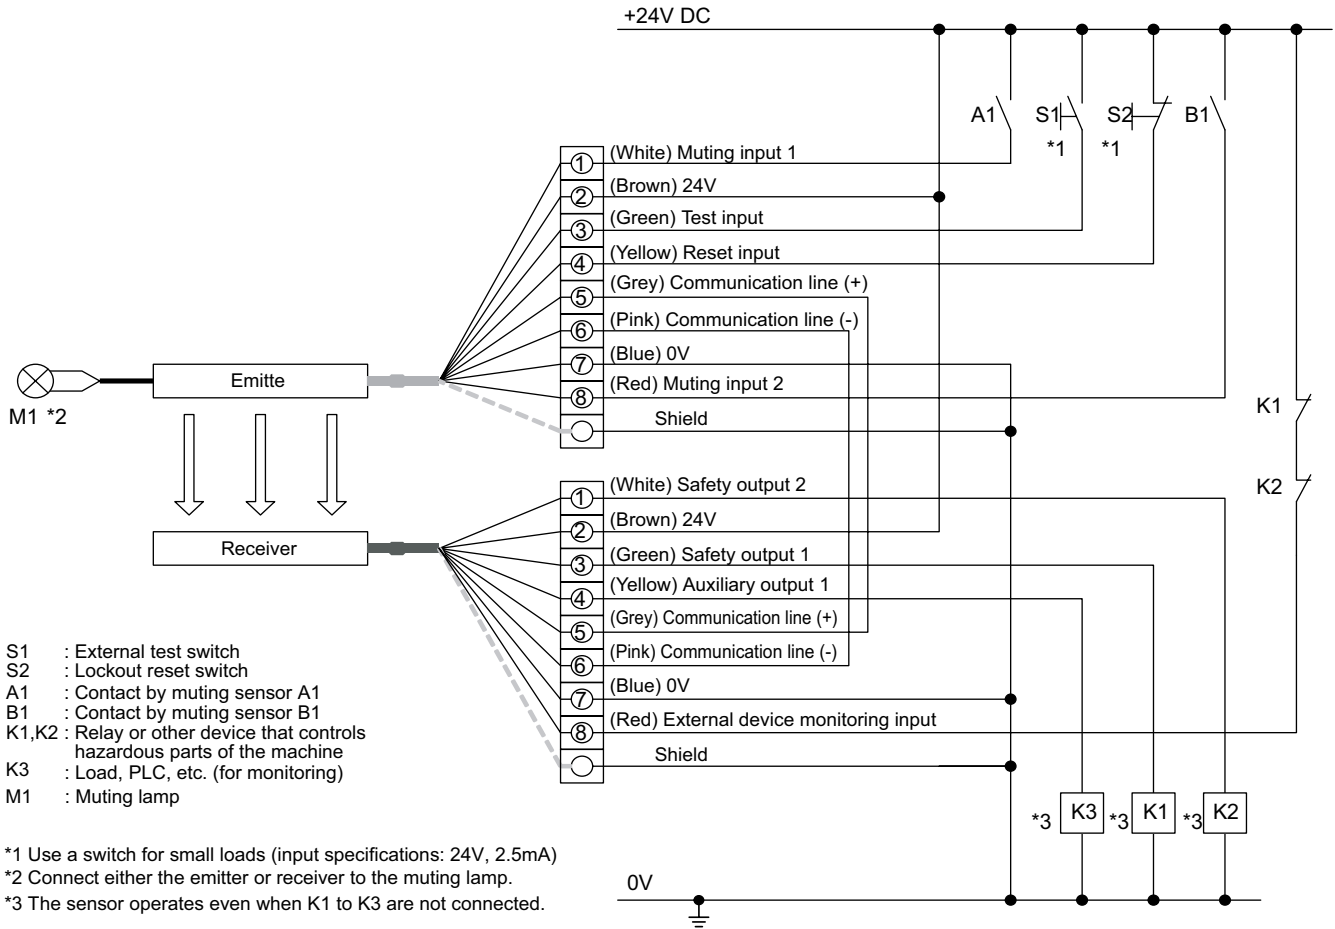 +24V DC
A1
S1
*1
S2
*1
B1
① (White) Muting input 1
② (Brown) 24V
③ (Green) Test input
④ (Yellow) Reset input
⑤ (Grey) Communication line (+)
⑥ (Pink) Communication line (-)
⑦ (Blue) 0V
⑧ (Red) Muting input 2
Shield
Emitte
M1 *2
K1
K2
① (White) Safety output 2
② (Brown) 24V
③ (Green) Safety output 1
④ (Yellow) Auxiliary output 1
⑤ (Grey) Communication line (+)
⑥ (Pink) Communication line (-)
⑦ (Blue) 0V
⑧ (Red) External device monitoring input
Shield
Receiver
S1 : External test switch
S2 : Lockout reset switch
A1 : Contact by muting sensor A1
B1 : Contact by muting sensor B1
K1,K2 : Relay or other device that controls
hazardous parts of the machine
K3 : Load, PLC, etc. (for monitoring)
M1 : Muting lamp
*3 K3
*3 K1
*3 K2
*1 Use a switch for small loads (input specifications: 24V, 2.5mA)
*2 Connect either the emitter or receiver to the muting lamp.
*3 The sensor operates even when K1 to K3 are not connected.
0V